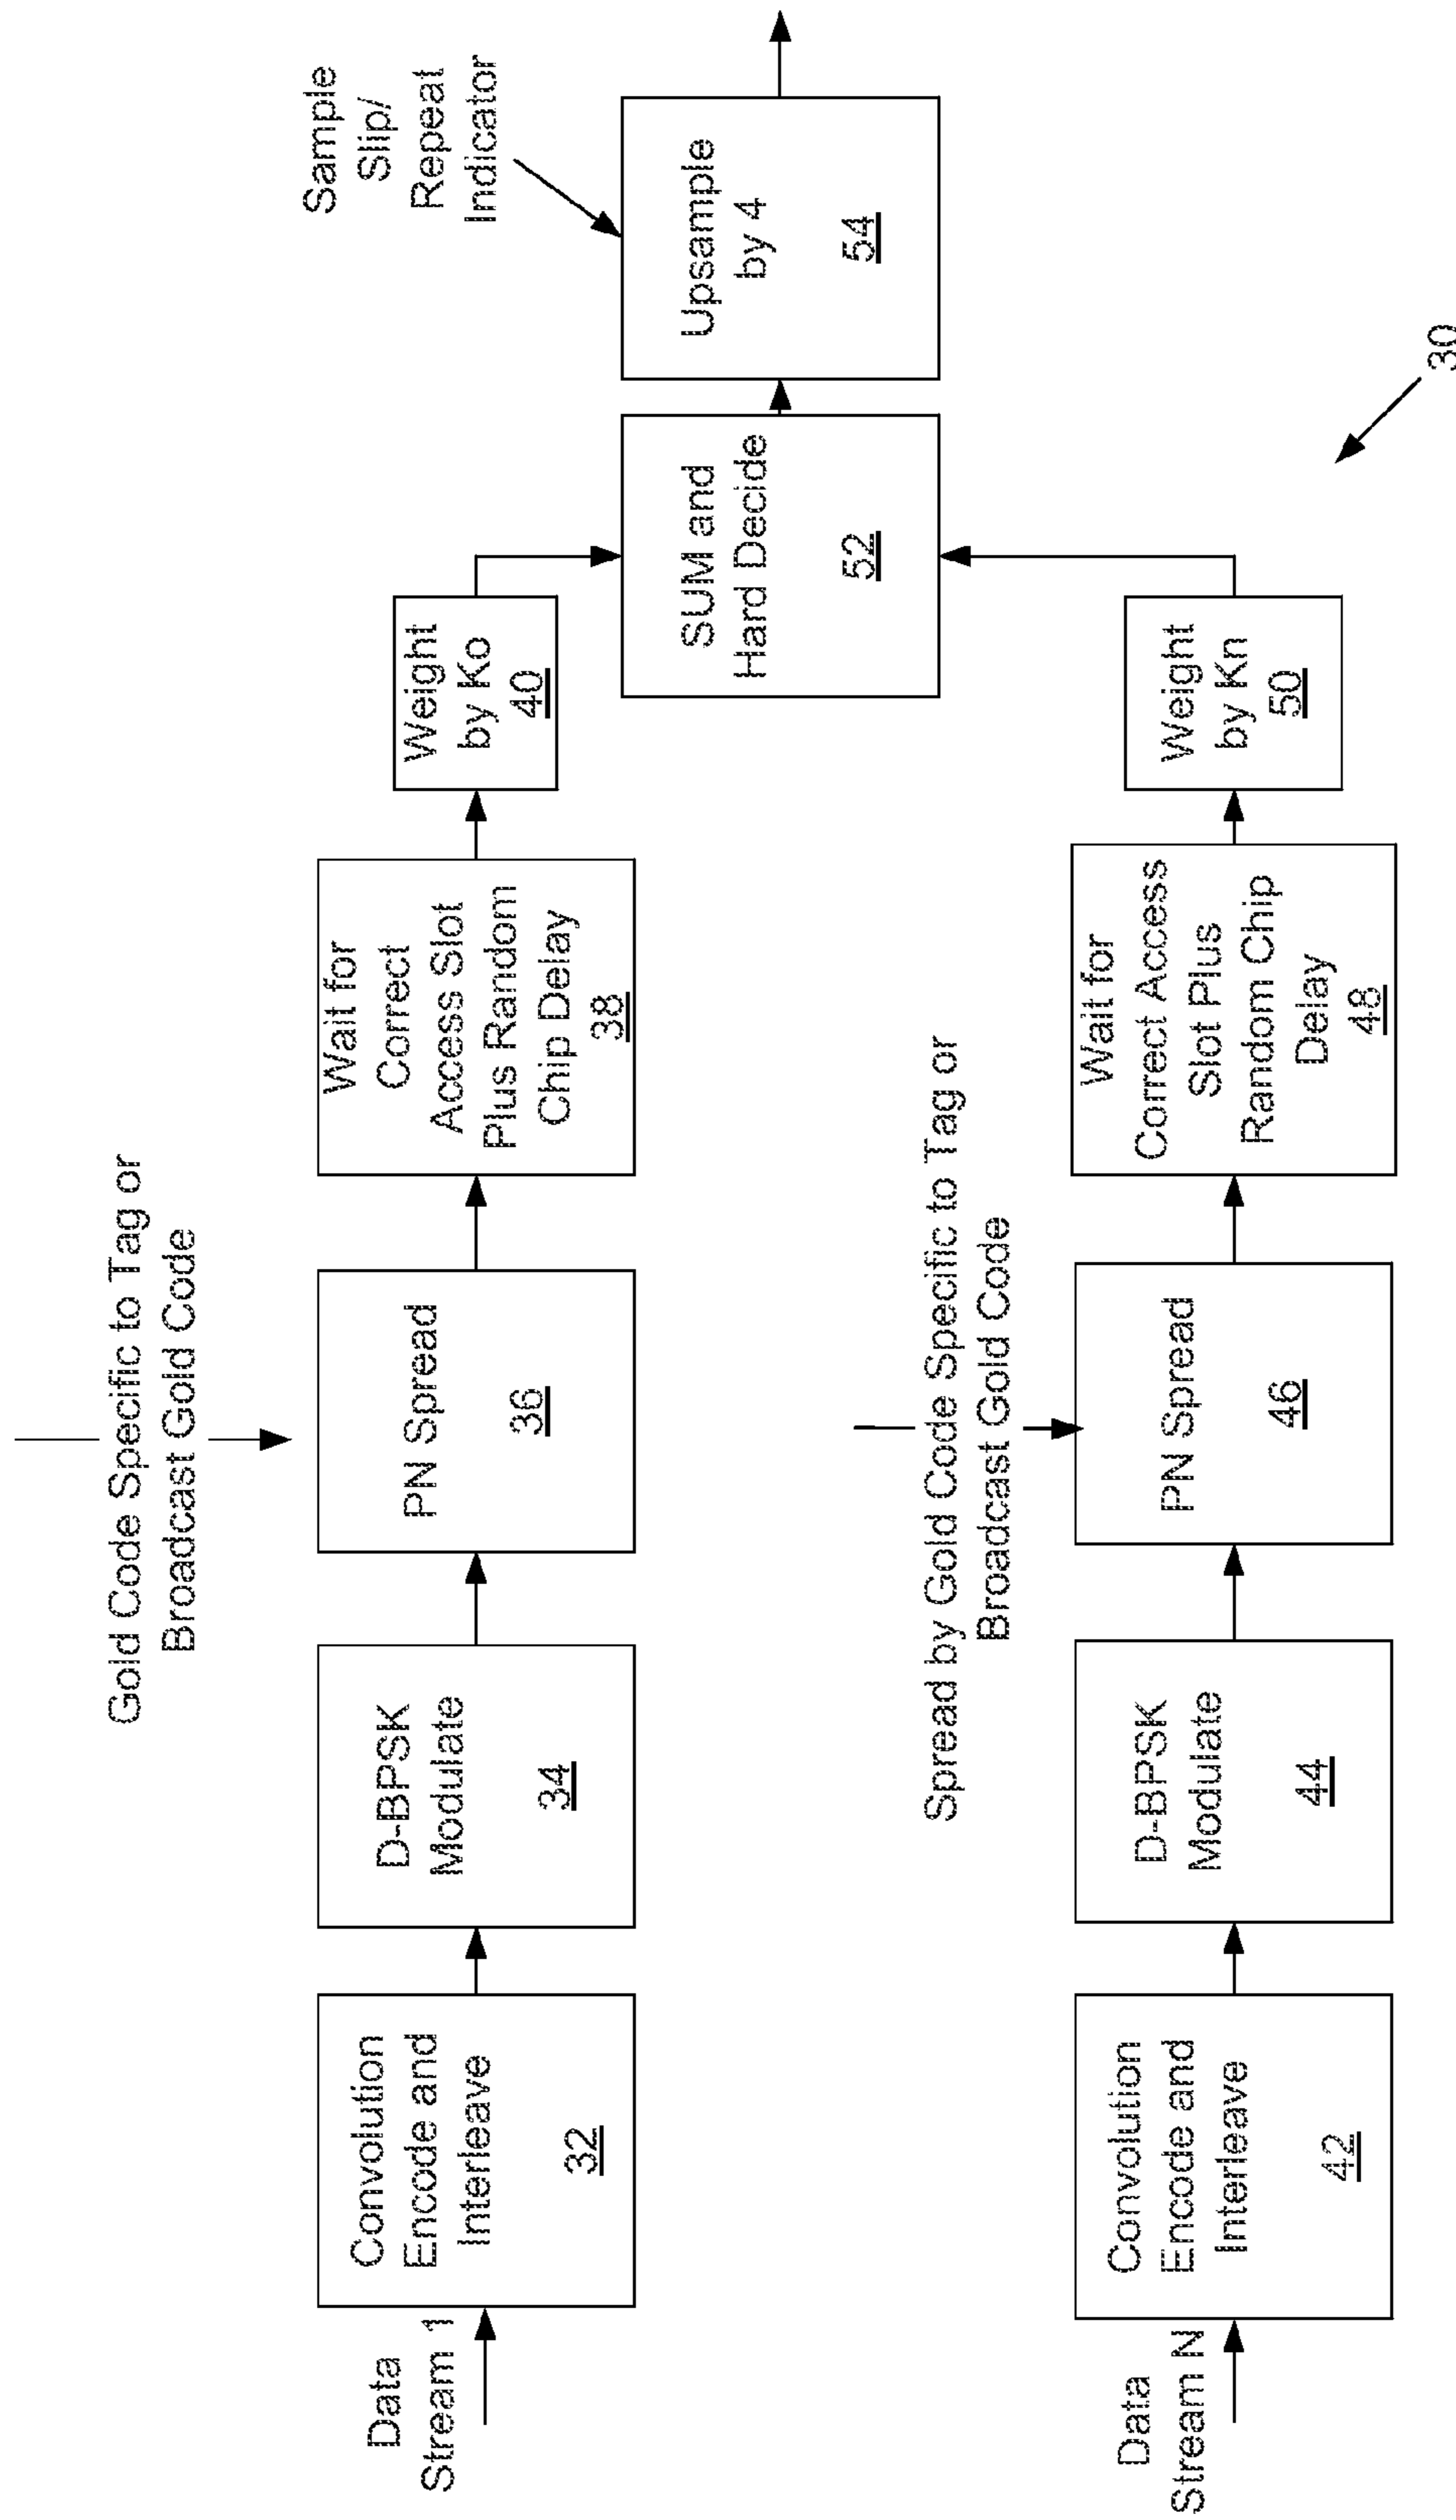 Data
Stream 1
Convolution
Encode and
Interleave
32
D-BPSK
Modulate
34
Gold Code Specific to Tag or
Broadcast Gold Code
PN Spread
36
Wait for
Correct
Access Slot
Plus Random
Chip Delay
38
Weight
by Ko
40
Data
Stream N
Convolution
Encode and
Interleave
42
D-BPSK
Modulate
44
Spread by Gold Code Specific to Tag or
Broadcast Gold Code
PN Spread
46
Wait for
Correct Access
Slot Plus
Random Chip
Delay
48
Weight
by Kn
50
SUM and
Hard Decide
52
Sample
Slip/
Repeat
Indicator
Upsample
by 4
54
30